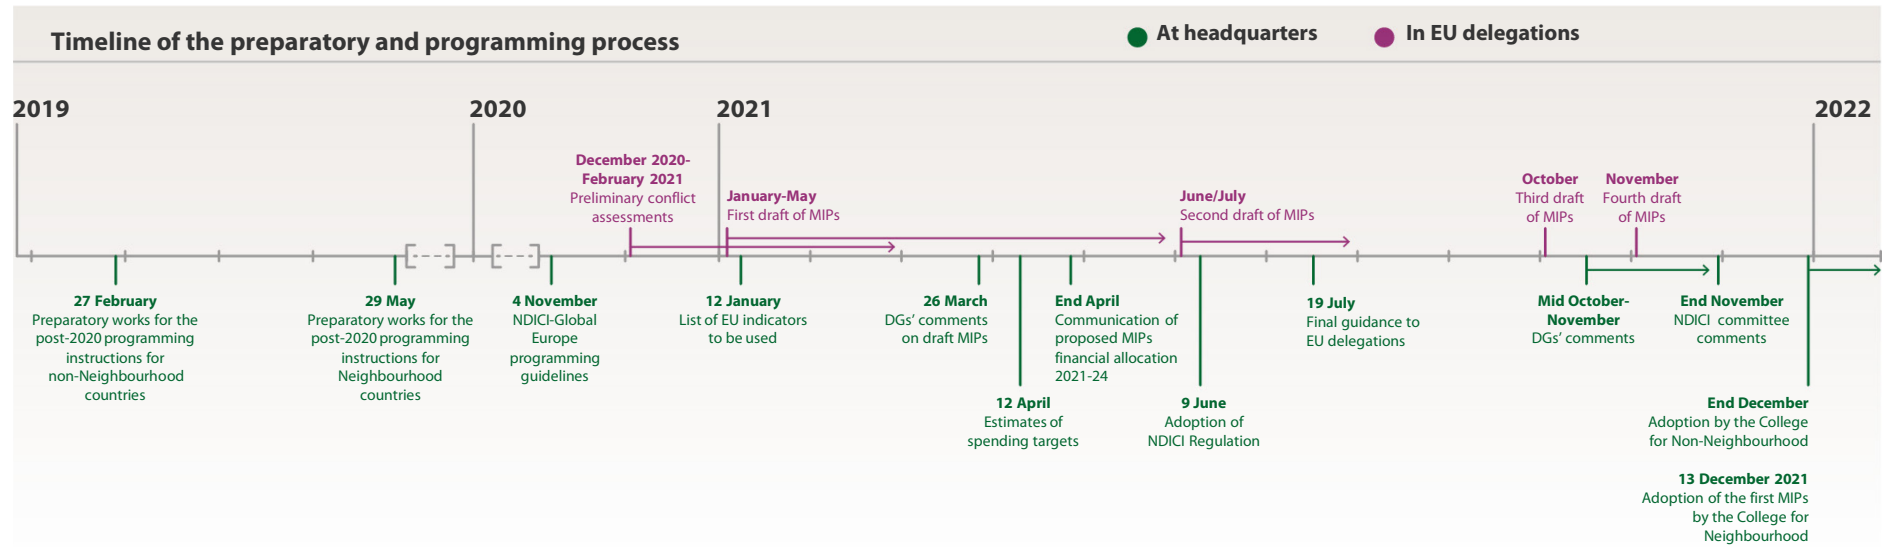 Timeline of the preparatory and programming process
At headquarters
In EU delegations
2019
2020
2021
2022
December 2020-
February 2021
Preliminary conflict
assessments
January-May
First draft of MIPs
June/July
Second draft of MIPs
October
Third draft
of MIPs
November
Fourth draft
of MIPs
27 February
Preparatory works for the
post-2020 programming
instructions for
non-Neighbourhood
countries
29 May
Preparatory works for the
post-2020 programming
instructions for
Neighbourhood
countries
4 November
NDICI-Global
Europe
programming
guidelines
12 January
List of EU indicators
to be used
26 March
DGs’ comments
on draft MIPs
12 April
Estimates of
spending targets
End April
Communication of
proposed MIPs
financial allocation
2021-24
9 June
Adoption of
NDICI Regulation
19 July
Final guidance to
EU delegations
Mid October-
November
DGs’ comments
End November
NDICI committee
comments
End December
Adoption by the College
for Non-Neighbourhood
13 December 2021
Adoption of the first MIPs
by the College for
Neighbourhood